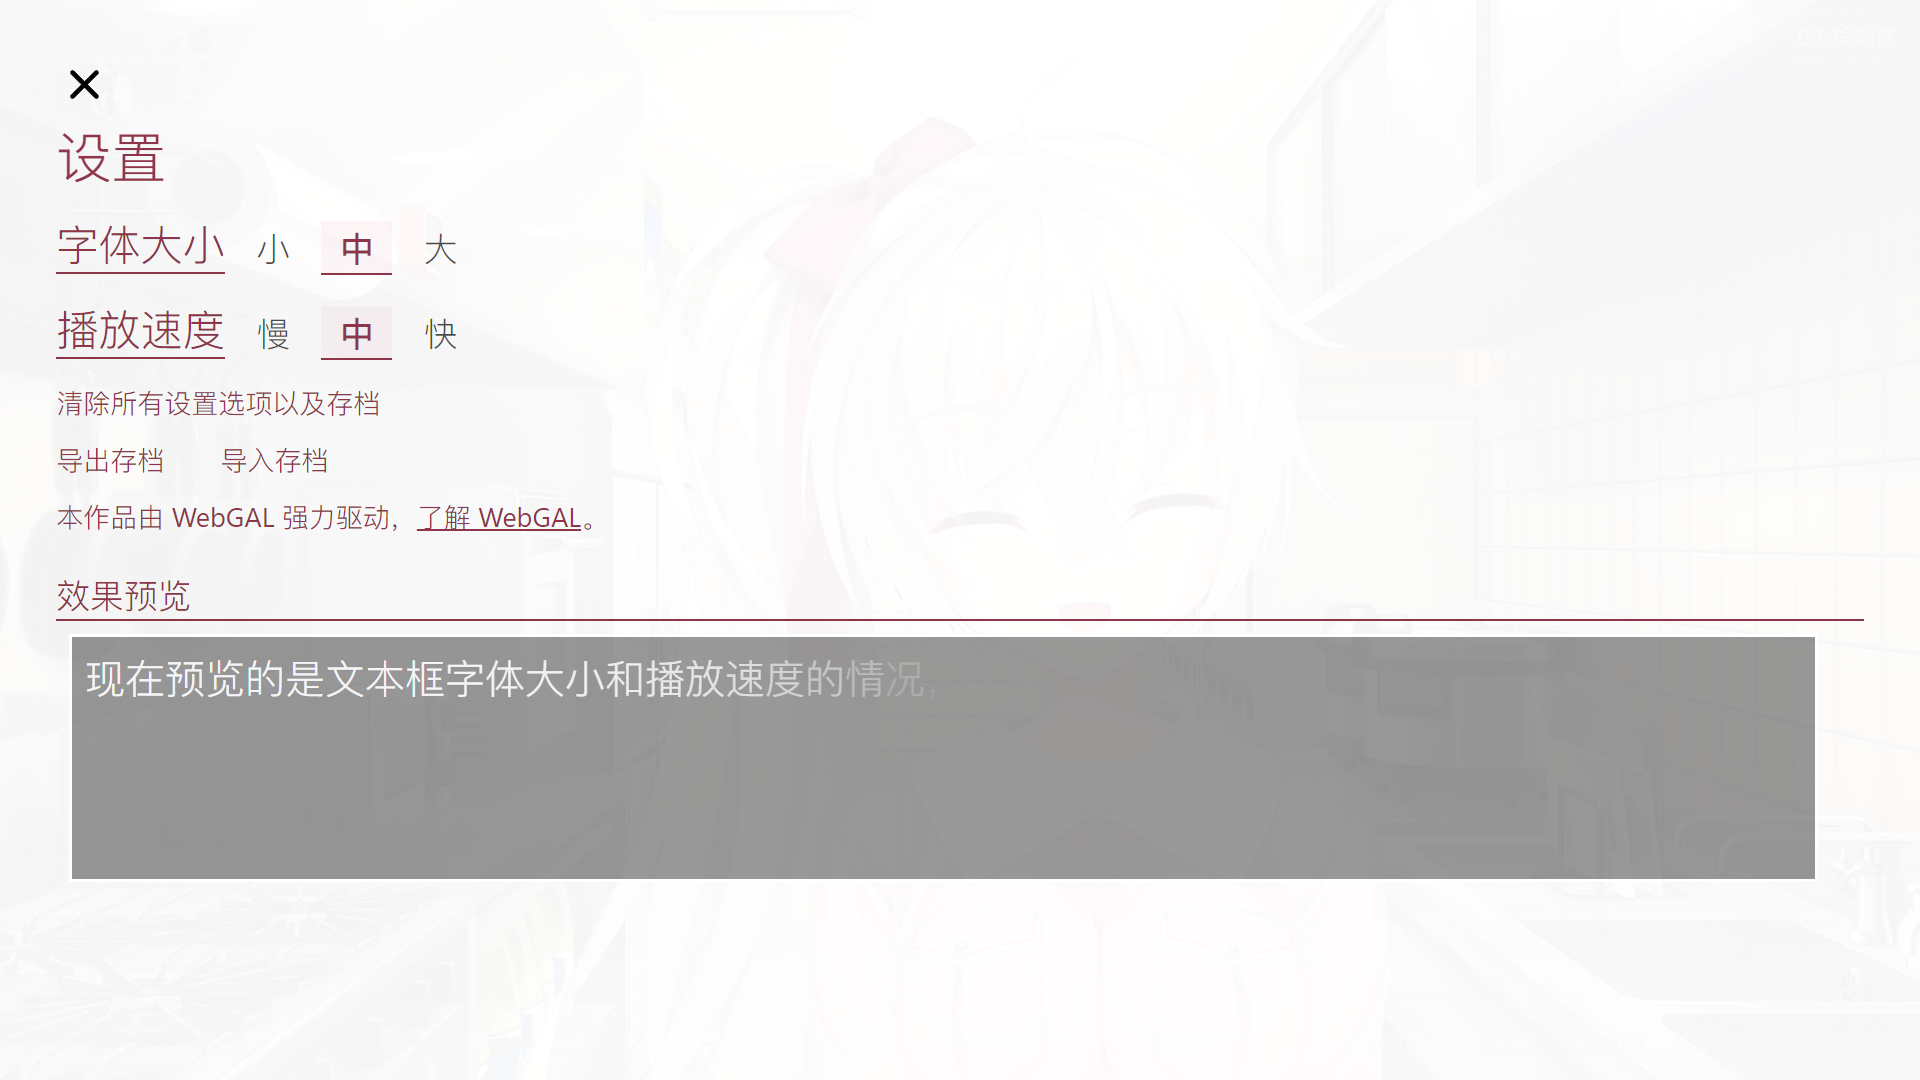 设置
字体大小 小 中 大
播放速度 慢 中 快
清除所有设置选项以及存档
导出存档 导入存档
本作品由 WebGAL 强力驱动，了解 WebGAL。
效果预览
现在预览的是文本框字体大小和播放速度的情况，